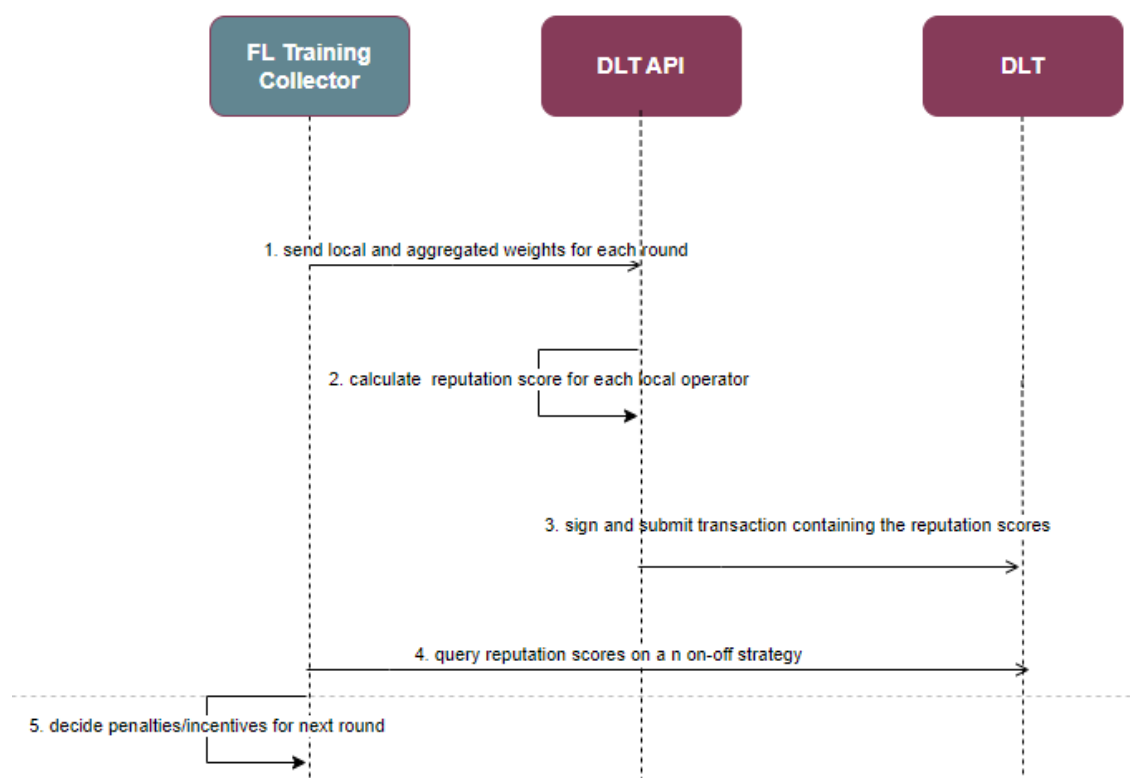 FL Training
Collector
DLT API
DLT
1. send local and aggregated weights for each round
2. calculate reputation score for each local operator
3. sign and submit transaction containing the reputation scores
4. query reputation scores on a n on-off strategy
5. decide penalties/incentives for next round